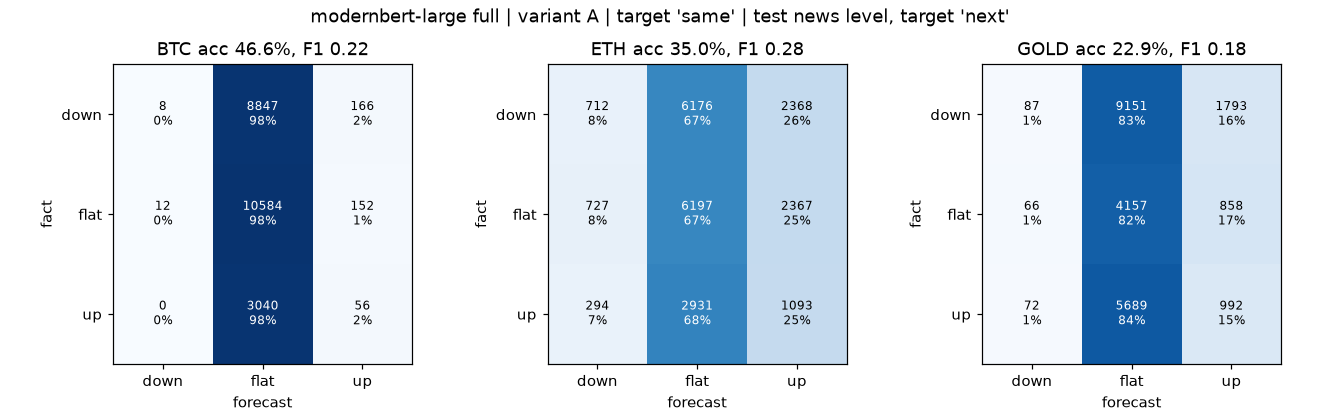 modernbert-large full | variant A | target 'same' | test news level, target 'next'
BTC acc 46.6%, F1 0.22
fact
down
8
0%
8847
98%
166
2%
flat
12
0%
10584
98%
152
1%
up
0
0%
3040
98%
56
2%
down
flat
up
forecast
ETH acc 35.0%, F1 0.28
fact
down
712
8%
6176
67%
2368
26%
flat
727
8%
6197
67%
2367
25%
up
294
7%
2931
68%
1093
25%
down
flat
up
forecast
GOLD acc 22.9%, F1 0.18
fact
down
87
1%
9151
83%
1793
16%
flat
66
1%
4157
82%
858
17%
up
72
1%
5689
84%
992
15%
down
flat
up
forecast